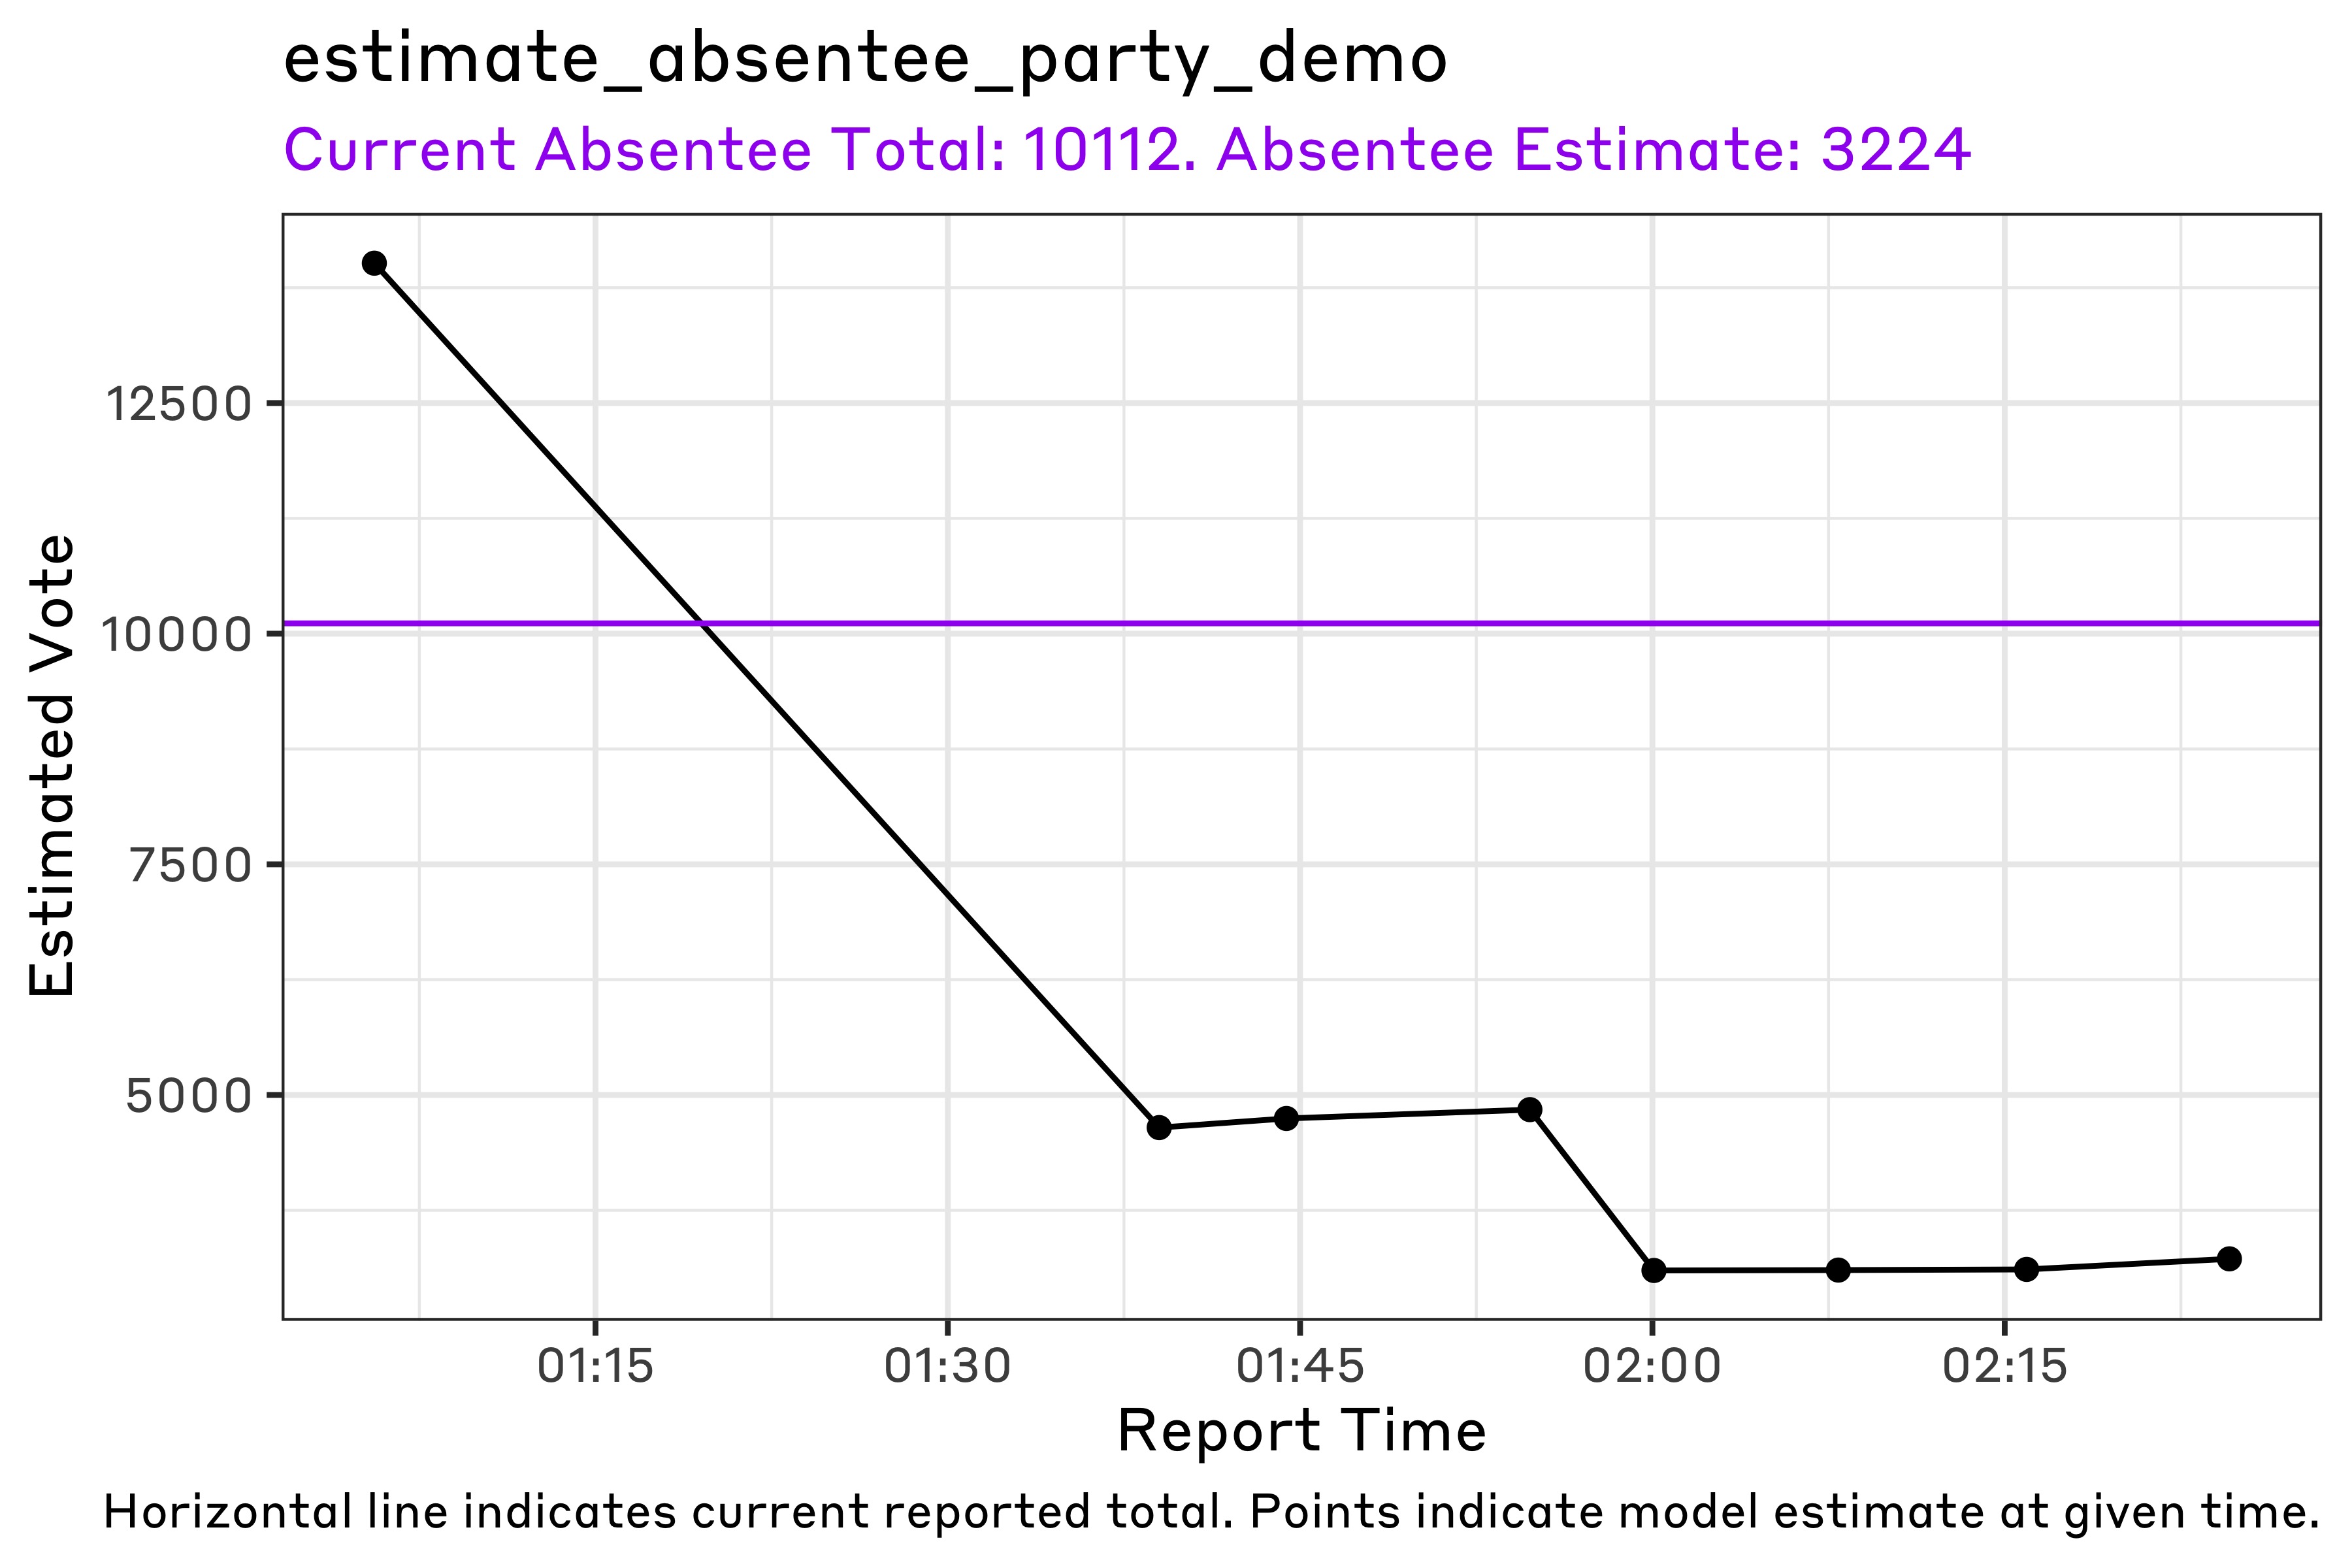 estimate_absentee_party_demo
Current Absentee Total: 10112. Absentee Estimate: 3224
Estimated Vote
12500
10000
7500
5000
01:15 01:30 01:45 02:00 02:15
Report Time
Horizontal line indicates current reported total. Points indicate model estimate at given time.